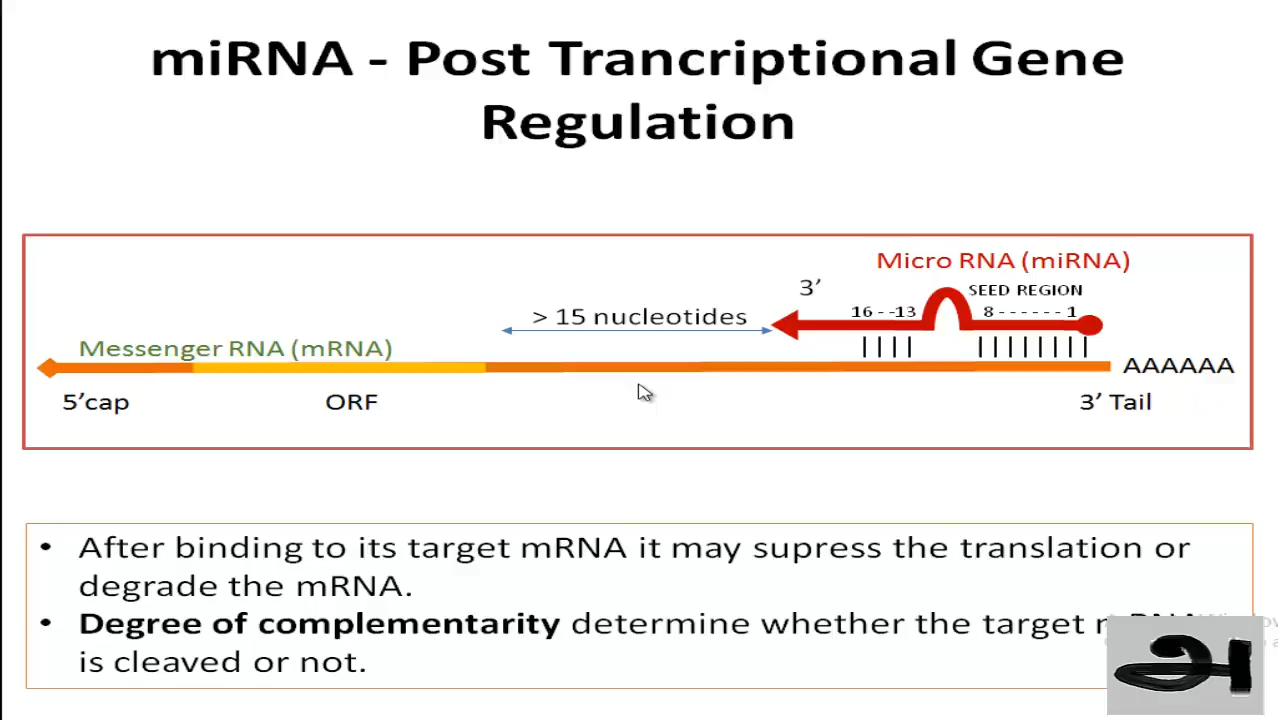 miRNA - Post Trancriptional Gene
Regulation
Micro RNA (miRNA)
3’
SEED REGION
16 - -13
8- - - - - - 1
> 15 nucleotides
Messenger RNA (mRNA)
AAAAAA
5’cap
ORF
3’ Tail
• After binding to its target mRNA it may supress the translation or
degrade the mRNA.
• Degree of complementarity determine whether the target
is cleaved or not.